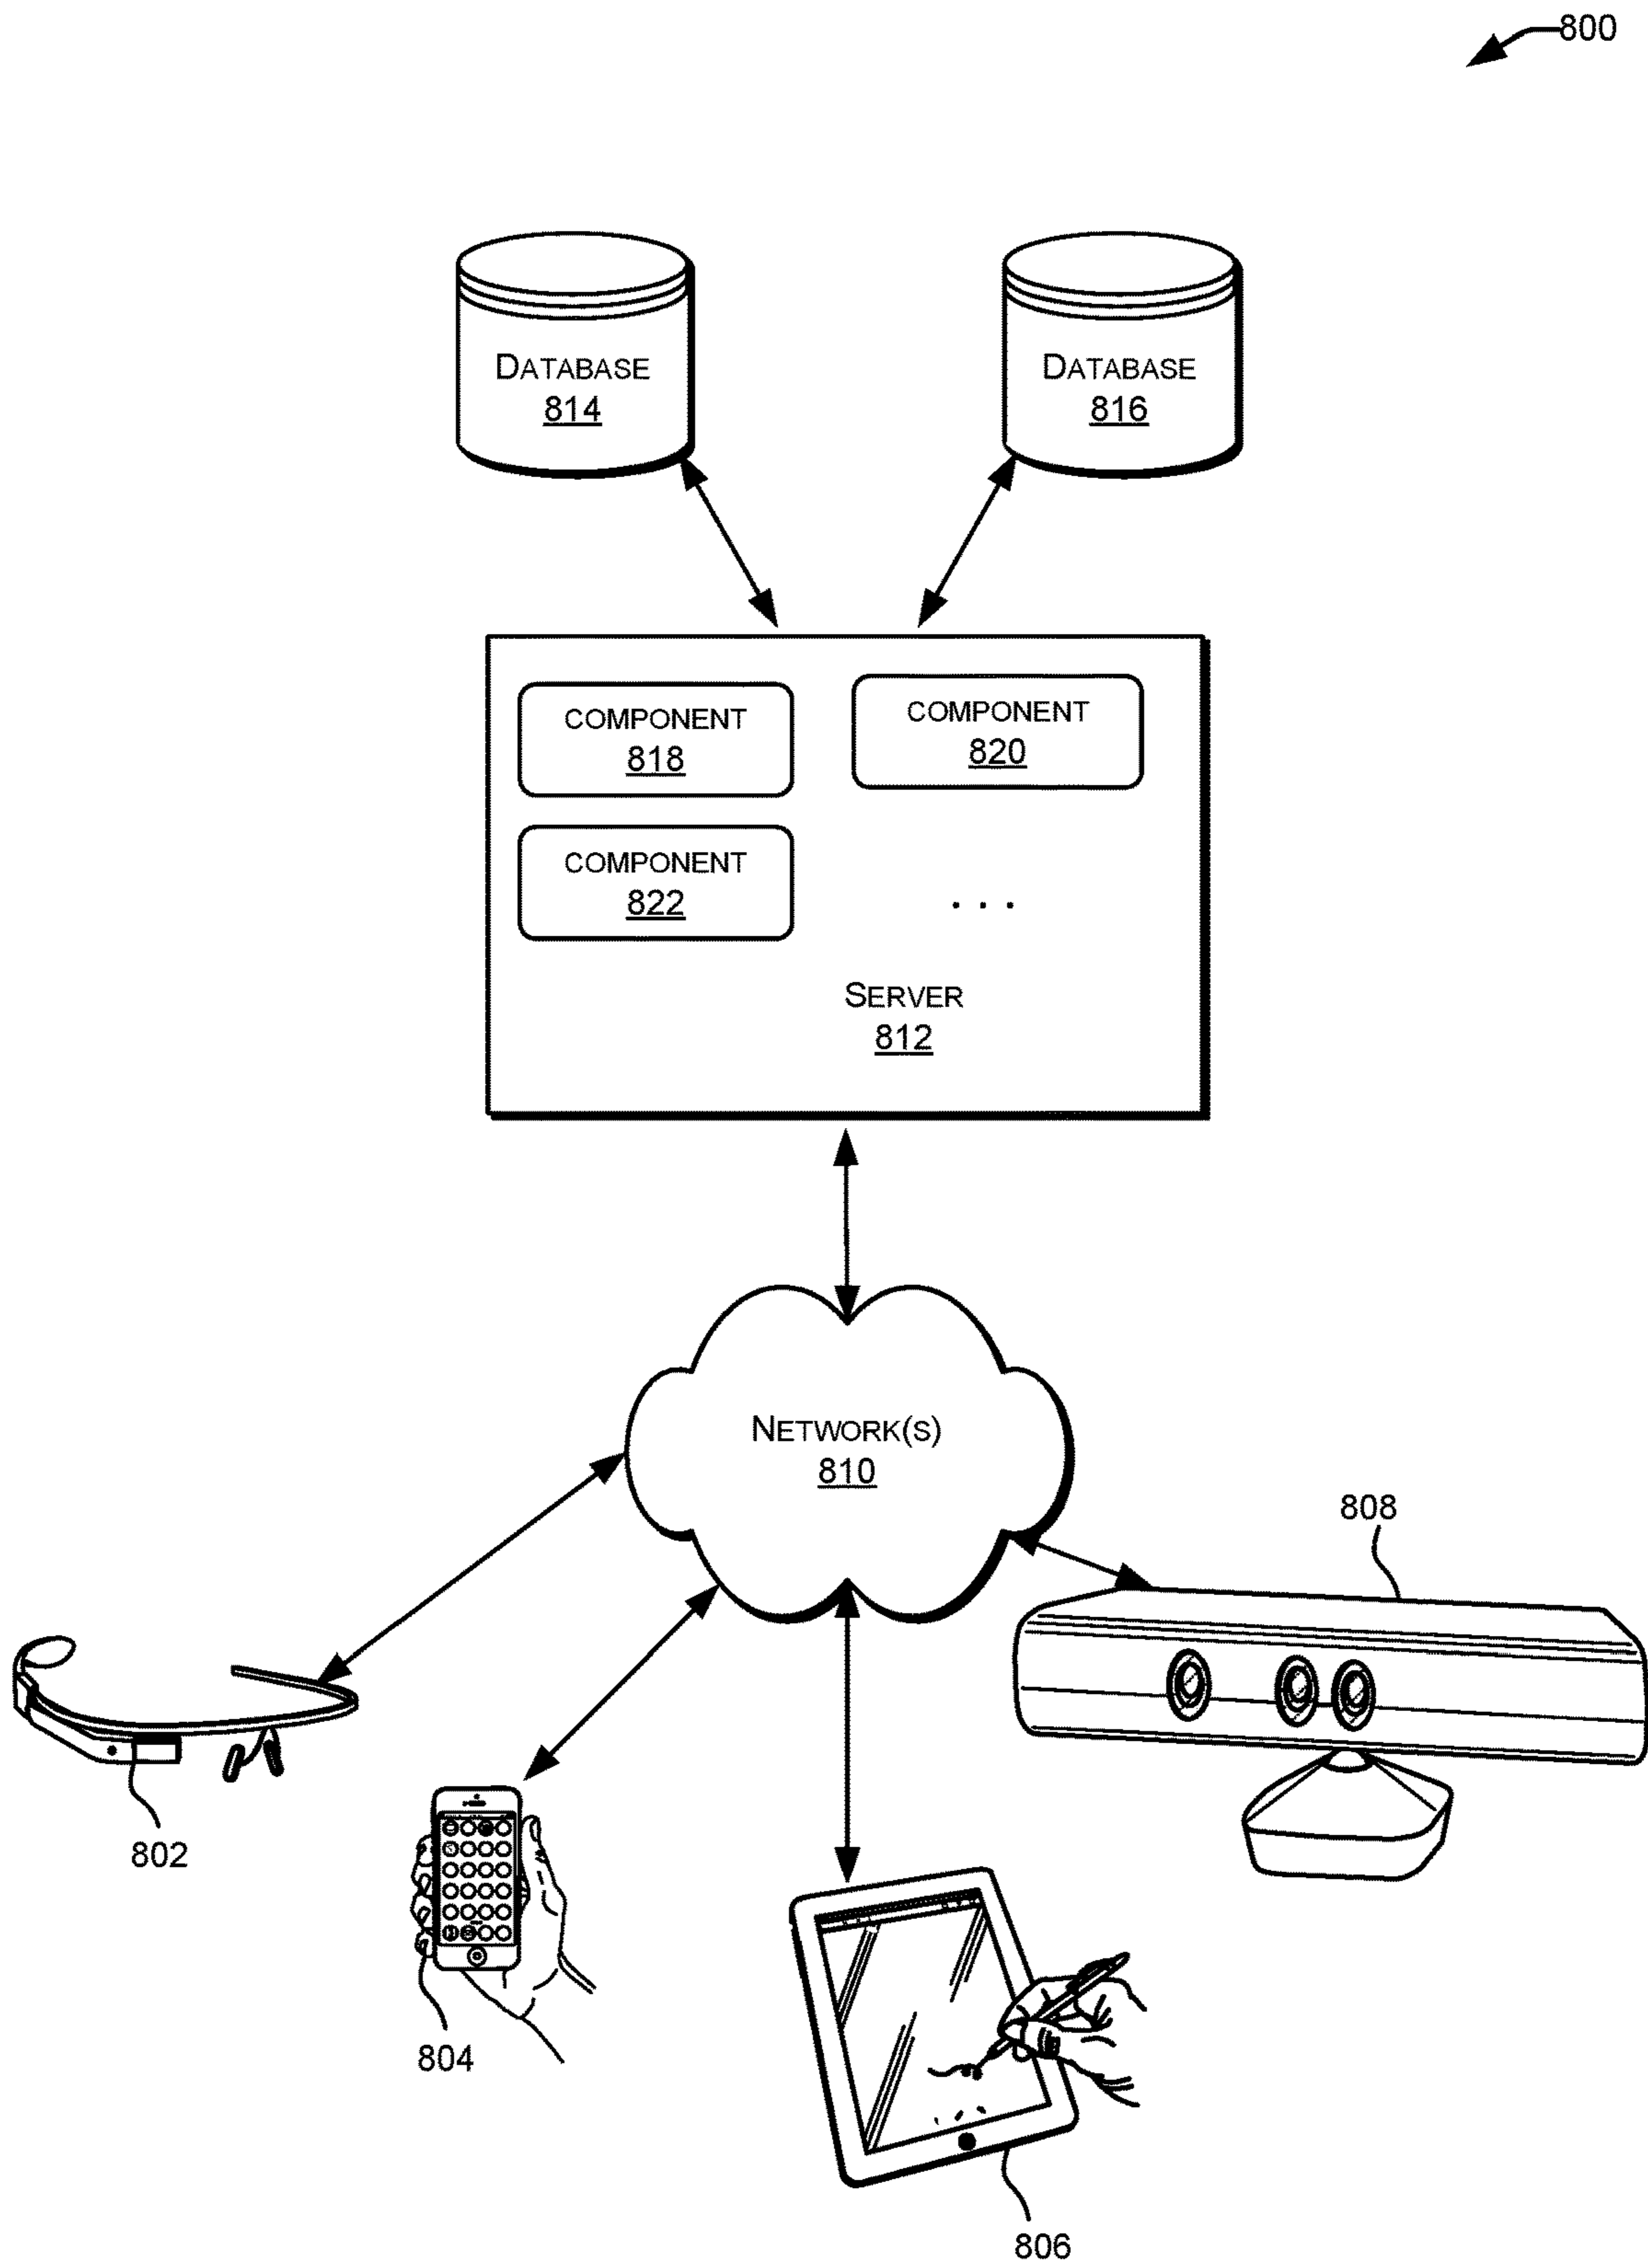 800
DATABASE
814
DATABASE
816
COMPONENT
818
COMPONENT
820
COMPONENT
822
. . .
SERVER
812
NETWORK(S)
810
808
802
804
806